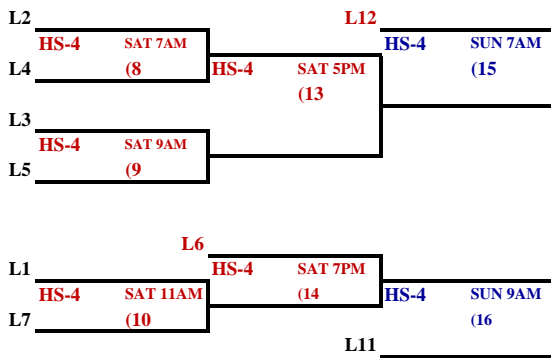 L2 L12
HS-4 SAT 7AM HS-4 SUN 7AM
L4 (8 HS-4 SAT 5PM (15
(13
L3
HS-4 SAT 9AM
L5 (9
L6
L1 HS-4 SAT 7PM
HS-4 SAT 11AM (14 HS-4 SUN 9AM
L7 (10 (16
L11